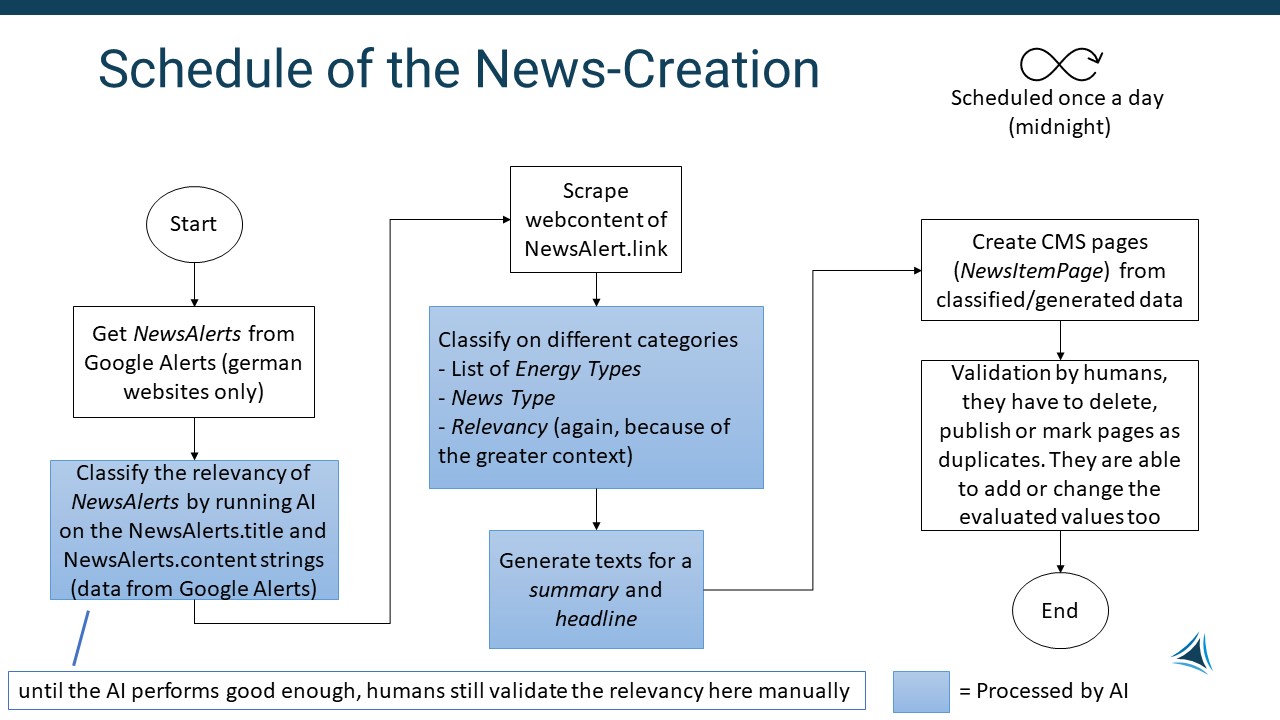 Schedule of the News-Creation
Scheduled once a day
(midnight)
Start
Get NewsAlerts from
Google Alerts (german
websites only)
Classify the relevancy of
NewsAlerts by running AI
on the NewsAlerts.title and
NewsAlerts.content strings
(data from Google Alerts)
until the AI performs good enough, humans still validate the relevancy here manually
Scrape
webcontent of
NewsAlert.link
Classify on different categories
- List of Energy Types
- News Type
- Relevancy (again, because of
the greater context)
Generate texts for a
summary and
headline
Create CMS pages
(NewsItemPage) from
classified/generated data
Validation by humans,
they have to delete,
publish or mark pages as
duplicates. They are able
to add or change the
evaluated values too
End
= Processed by AI